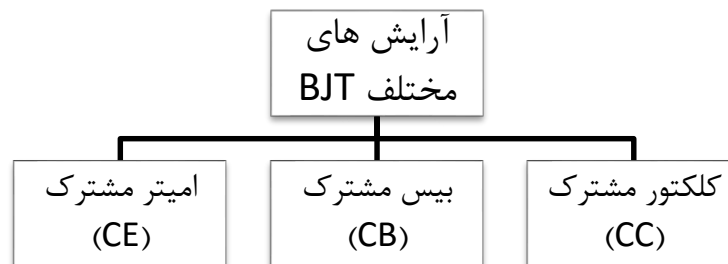 آرایش های
مختلف BJT
کلکتور مشترک
(CC)
بیس مشترک
(CB)
امیتر مشترک
(CE)